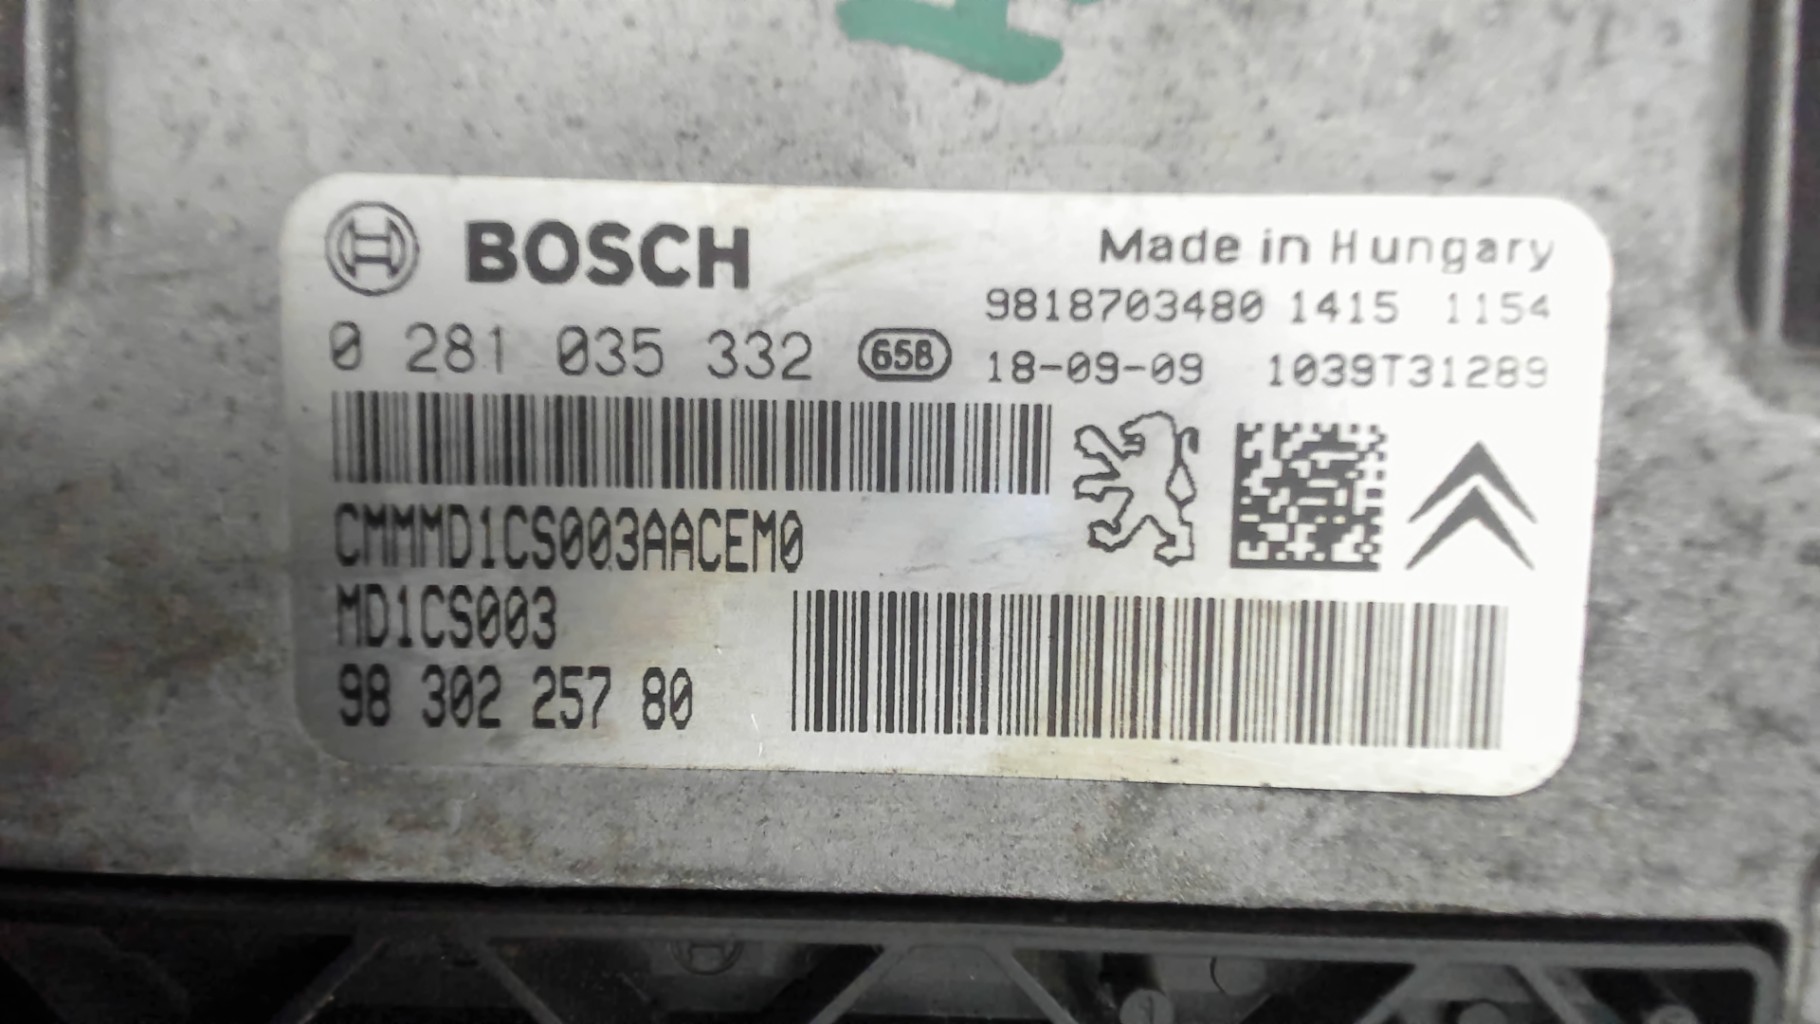 BOSCH
Made in Hungary
9818703480 1415 1154
0 281 035 332 65B 18-09-09 1039T31289
CMMMD1CS003AACEM0
MD1CS003
98 302 257 80